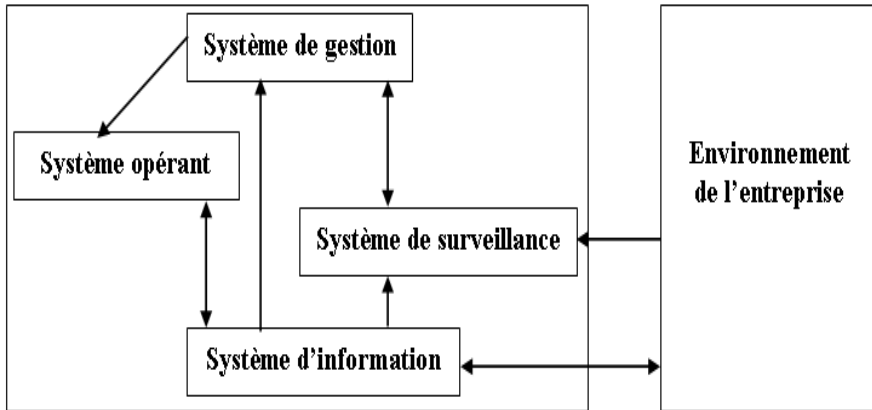 Système de gestion
Système opérant
Environnement
de l’entreprise
Système de surveillance
Système d’information